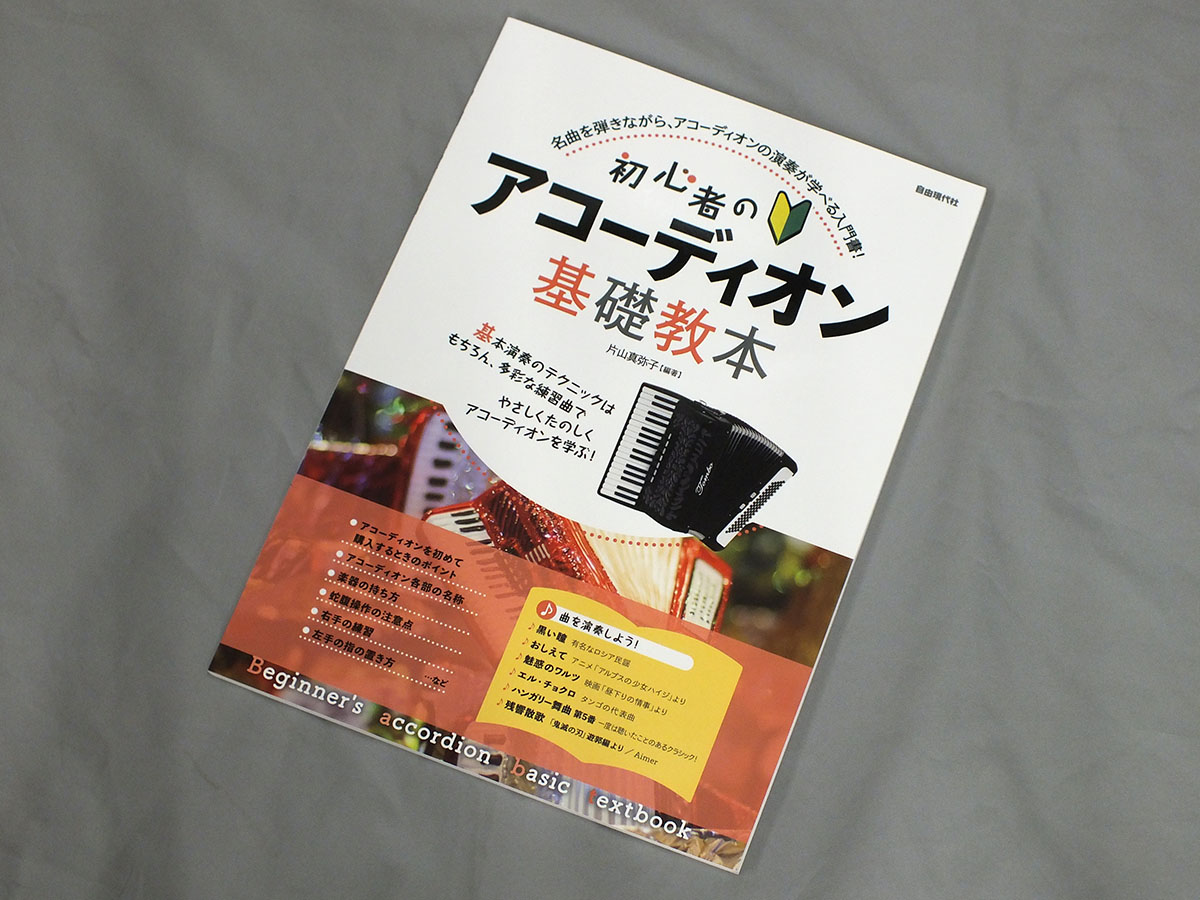 名曲を弾きながら、アコーディオンの演奏が学べる入門書!
自由現代社
初心者の
アコーディオン
基礎教本
片山真弥子【編著】
基本演奏のテクニックは
もちろん、多彩な練習曲で
やさしくたのしく
アコーディオンを学ぶ!
Tombo
●アコーディオンを初めて
購入するときのポイント
●アコーディオン各部の名称
●楽器の持ち方
●蛇腹操作の注意点
●右手の練習
●左手の指の置き方
…など
♪曲を演奏しよう!
♪黒い瞳 有名なロシア民謡
♪おしえて アニメ「アルプスの少女ハイジ」より
♪魅惑のワルツ 映画「昼下りの情事」より
♪エル・チョクロ タンゴの代表曲
♪ハンガリー舞曲 第5番 一度は聴いたことのあるクラシック!
♪残響散歌 「鬼滅の刃」遊郭編より/Aimer
Beginner's accordion basic textbook